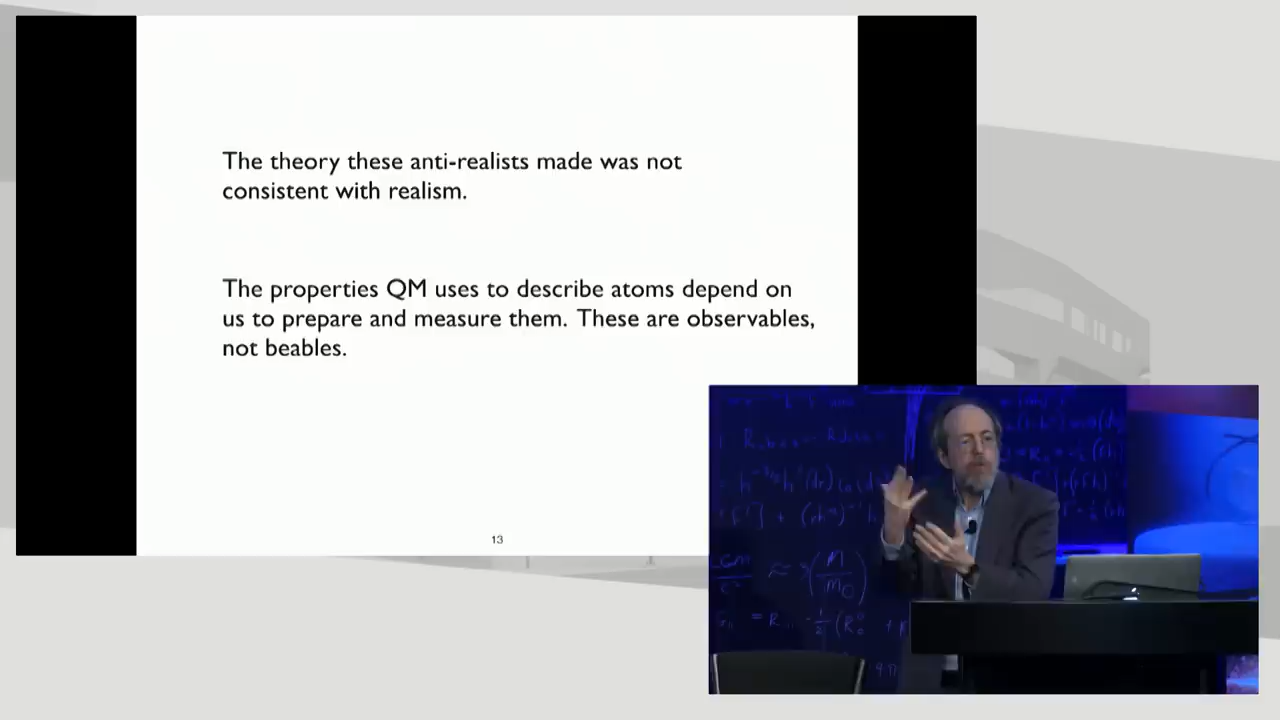 The theory these anti-realists made was not
consistent with realism.
The properties QM uses to describe atoms depend on
us to prepare and measure them. These are observables,
not beables.
13